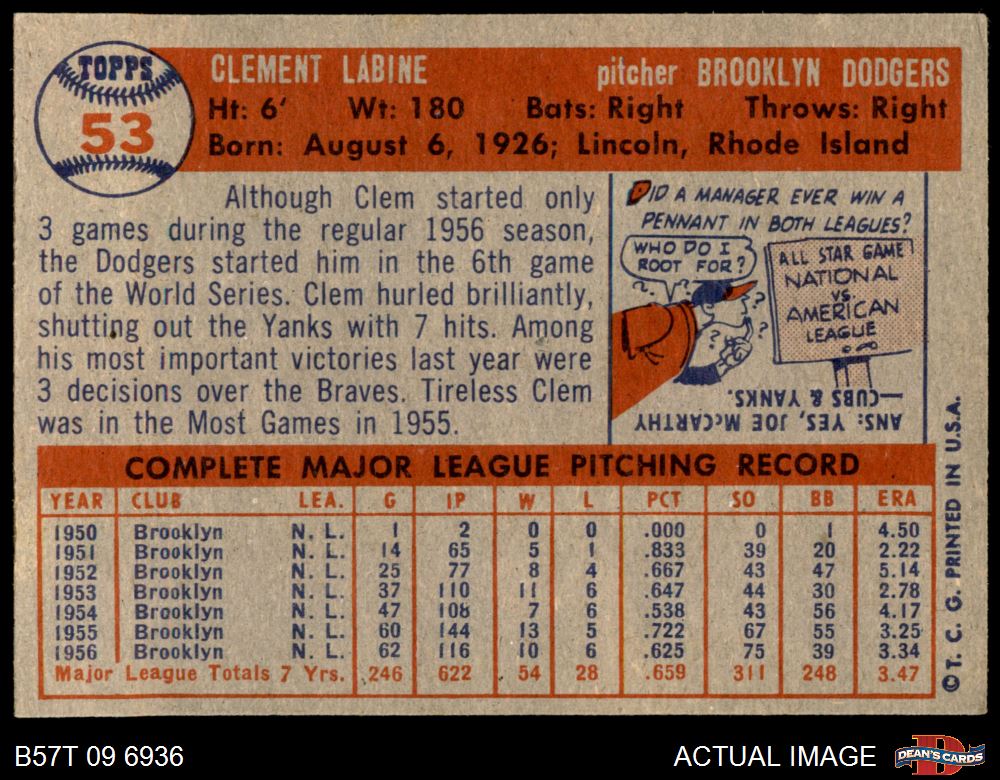 TOPPS
53
CLEMENT LABINE pitcher BROOKLYN DODGERS
Ht: 6' Wt: 180 Bats: Right Throws: Right
Born: August 6, 1926; Lincoln, Rhode Island
Although Clem started only
3 games during the regular 1956 season,
the Dodgers started him in the 6th game
of the World Series. Clem hurled brilliantly,
shutting out the Yanks with 7 hits. Among
his most important victories last year were
3 decisions over the Braves. Tireless Clem
was in the Most Games in 1955.
DID A MANAGER EVER WIN A
PENNANT IN BOTH LEAGUES?
WHO DO I
ROOT FOR?
ALL STAR GAME
NATIONAL
VS.
AMERICAN
LEAGUE
ANS: YES, JOE McCARTHY
—CUBS & YANKS.
COMPLETE MAJOR LEAGUE PITCHING RECORD
YEAR CLUB LEA. G IP W L PCT SO BB ERA
1950 Brooklyn N. L. 1 2 0 0 .000 0 1 4.50
1951 Brooklyn N. L. 14 65 5 1 .833 39 20 2.22
1952 Brooklyn N. L. 25 77 8 4 .667 43 47 5.14
1953 Brooklyn N. L. 37 110 11 6 .647 44 30 2.78
1954 Brooklyn N. L. 47 108 7 6 .538 43 56 4.17
1955 Brooklyn N. L. 60 144 13 5 .722 67 55 3.25
1956 Brooklyn N. L. 62 116 10 6 .625 75 39 3.34
Major League Totals 7 Yrs. 246 622 54 28 .659 311 248 3.47
©T. C. G. PRINTED IN U.S.A.
B57T 09 6936
ACTUAL IMAGE
DEAN'S CARDS